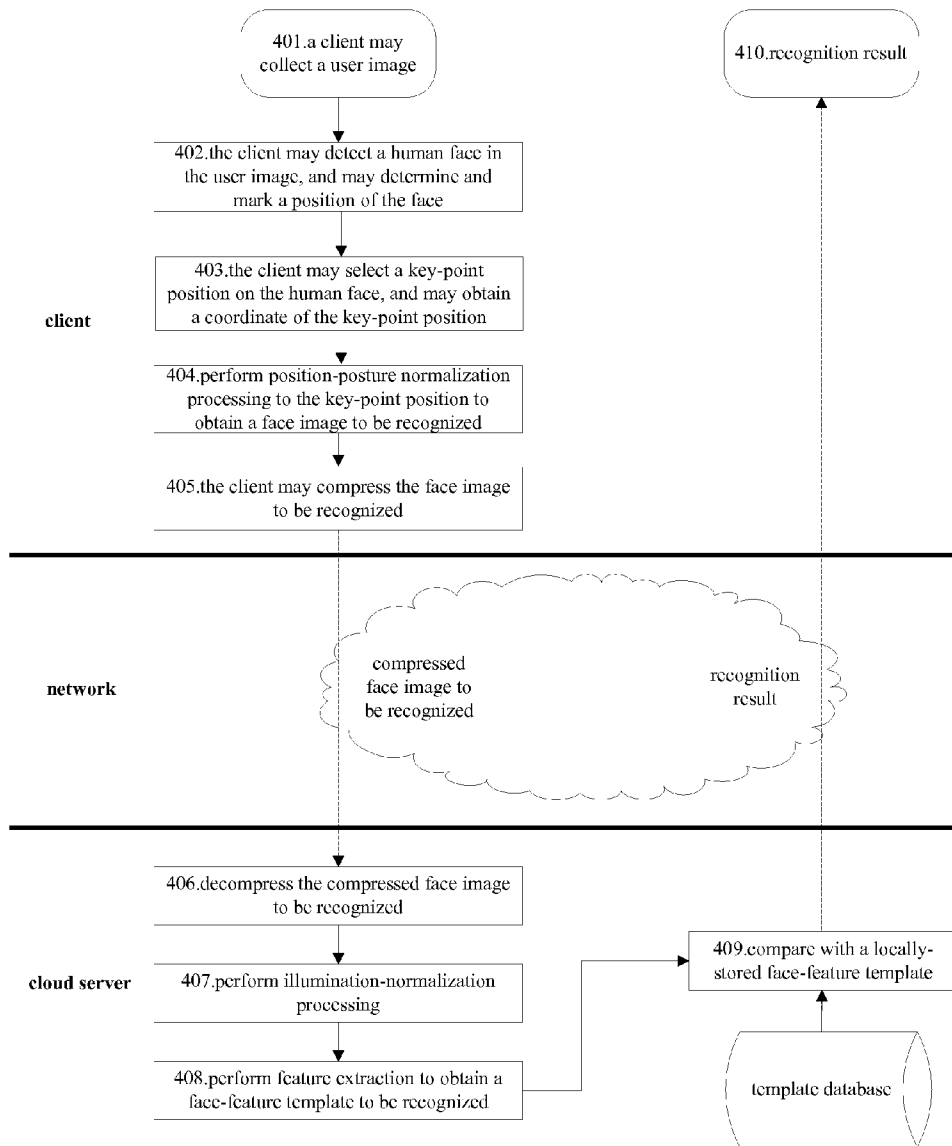 401.a client may
collect a user image
410.recognition result
402.the client may detect a human face in
the user image, and may determine and
mark a position of the face
403.the client may select a key-point
position on the human face, and may obtain
a coordinate of the key-point position
client
404.perform position-posture normalization
processing to the key-point position to
obtain a face image to be recognized
405.the client may compress the face image
to be recognized
network
compressed
face image to
be recognized
recognition
result
406.decompress the compressed face image
to be recognized
cloud server
407.perform illumination-normalization
processing
409.compare with a locally-
stored face-feature template
408.perform feature extraction to obtain a
face-feature template to be recognized
template database